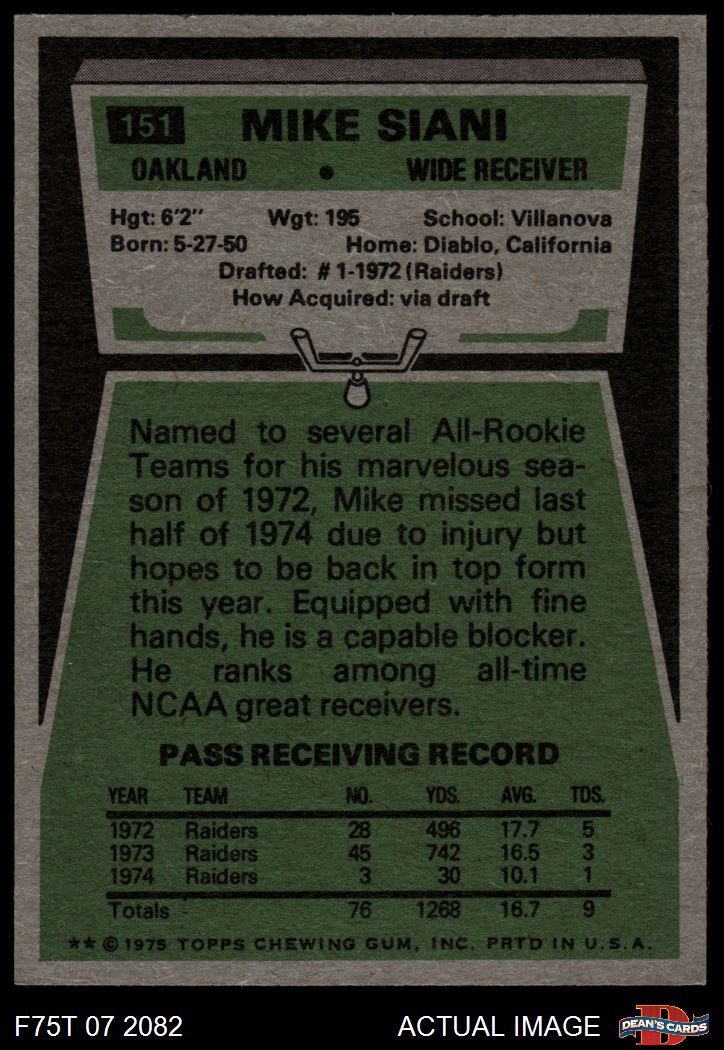 151 MIKE SIANI
OAKLAND • WIDE RECEIVER
Hgt: 6'2" Wgt: 195 School: Villanova
Born: 5-27-50 Home: Diablo, California
Drafted: #1-1972 (Raiders)
How Acquired: via draft
Named to several All-Rookie
Teams for his marvelous sea-
son of 1972, Mike missed last
half of 1974 due to injury but
hopes to be back in top form
this year. Equipped with fine
hands, he is a capable blocker.
He ranks among all-time
NCAA great receivers.
PASS RECEIVING RECORD
YEAR TEAM NO. YDS. AVG. TDS.
1972 Raiders 28 496 17.7 5
1973 Raiders 45 742 16.5 3
1974 Raiders 3 30 10.1 1
Totals 76 1268 16.7 9
** © 1975 TOPPS CHEWING GUM, INC. PRTD IN U.S.A.
F75T 07 2082 ACTUAL IMAGE
D
DEAN'S CARDS